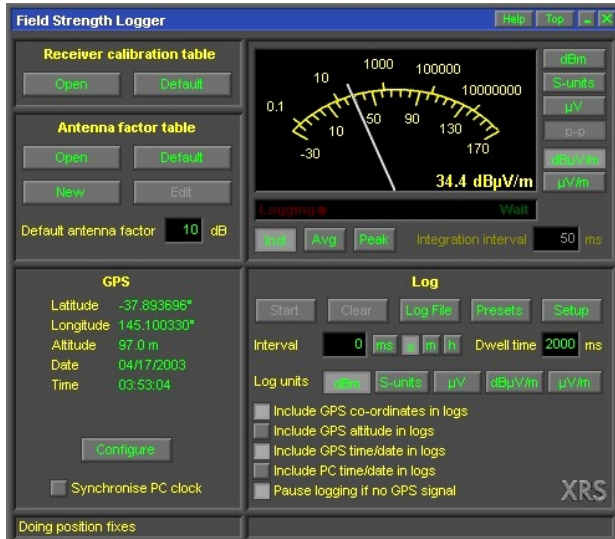 Field Strength Logger
Help Top
Receiver calibration table
Open Default
Antenna factor table
Open Default
New Edit
Default antenna factor 10 dB
0.1 10 1000 100000 10000000
-30 10 50 90 130 170
34.4 dBµV/m
dBm
S-units
µV
p-p
dBµV/m
µV/m
Logging Wait
Inst Avg Peak Integration interval 50 ms
GPS
Latitude -37.893696°
Longitude 145.100330°
Altitude 97.0 m
Date 04/17/2003
Time 03:53:04
Configure
Synchronise PC clock
Log
Start Clear Log File Presets Setup
Interval 0 ms s m h Dwell time 2000 ms
Log units dBm S-units µV dBµV/m µV/m
Include GPS co-ordinates in logs
Include GPS altitude in logs
Include GPS time/date in logs
Include PC time/date in logs
Pause logging if no GPS signal
XRS
Doing position fixes